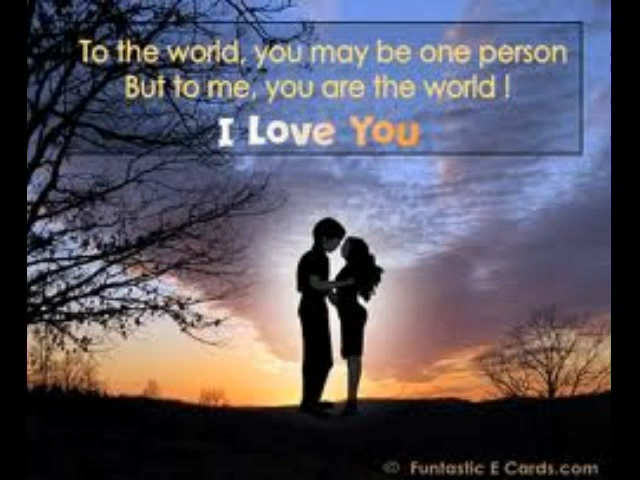 To the world, you may be one person
But to me, you are the world !
I Love You
© Funtastic E Cards.com